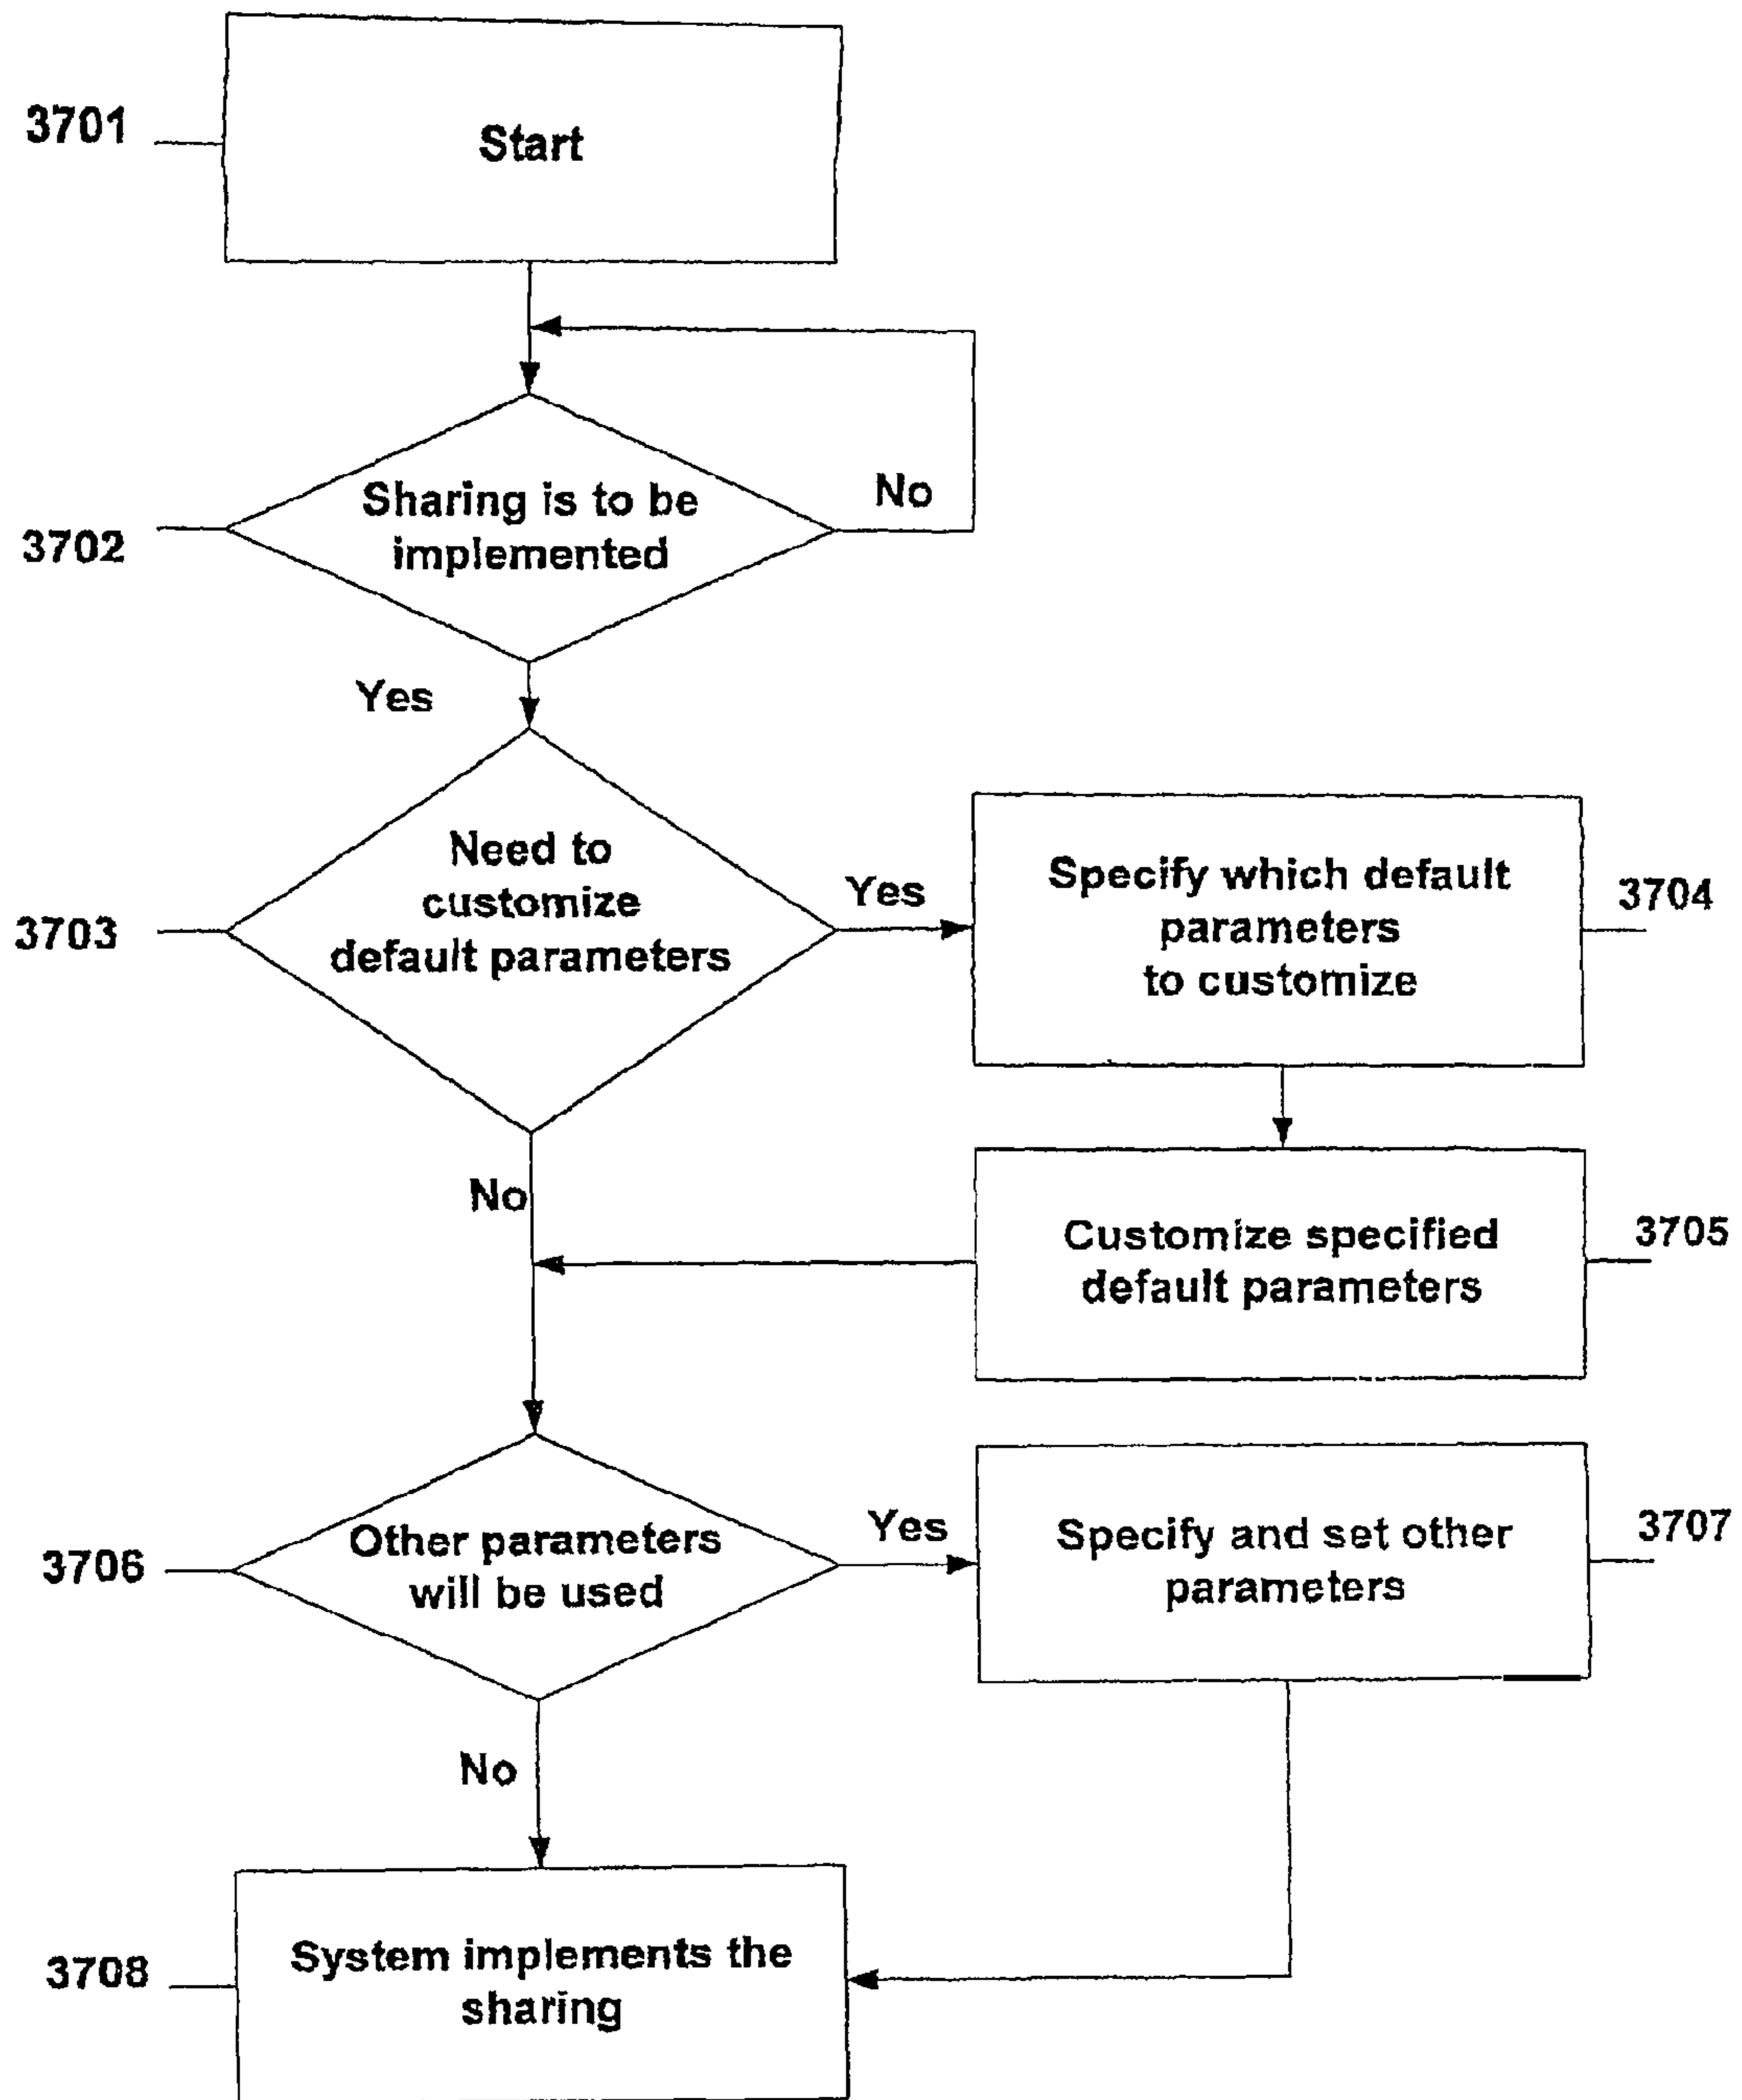 3701
Start
3702
Sharing is to be
implemented
No
Yes
3703
Need to
customize
default parameters
Yes
Specify which default
parameters
to customize
3704
No
Customize specified
default parameters
3705
3706
Other parameters
will be used
Yes
Specify and set other
parameters
3707
No
3708
System implements the
sharing